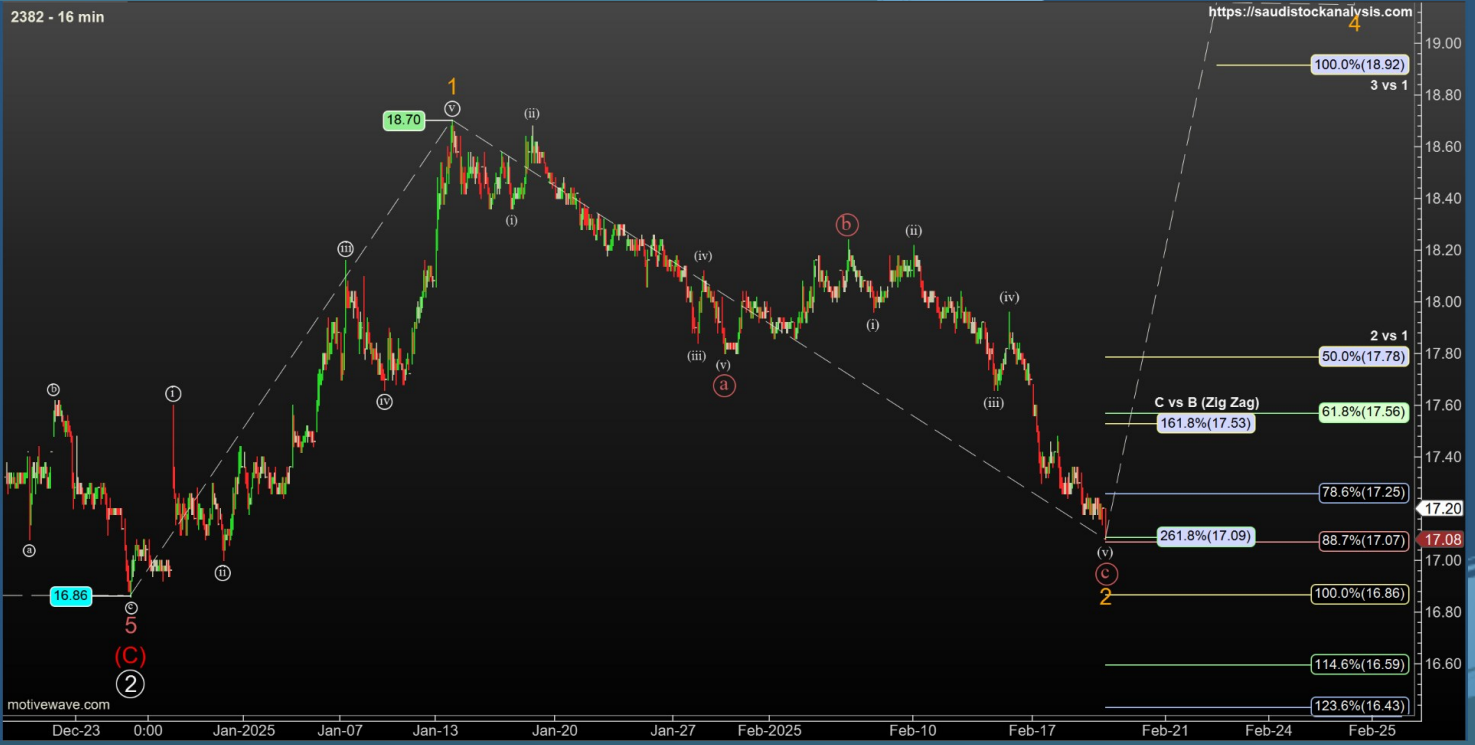 2382 - 16 min
https://saudistockanalysis.com
4
19.00
100.0%(18.92)
3 vs 1
18.80
1
v
18.70
(ii)
18.60
(i)
18.40
iii
b
(ii)
18.20
(iv)
(iv)
18.00
(i)
2 vs 1
(iii)
(v)
a
50.0%(17.78)
17.80
b
i
iv
(iii)
C vs B (Zig Zag)
61.8%(17.56)
17.60
161.8%(17.53)
17.40
78.6%(17.25)
17.20
a
ii
261.8%(17.09)
88.7%(17.07)
17.08
(v)
17.00
c
2
16.86
100.0%(16.86)
c
5
16.80
(C)
2
114.6%(16.59)
16.60
motivewave.com
123.6%(16.43)
Dec-23
0:00
Jan-2025
Jan-07
Jan-13
Jan-20
Jan-27
Feb-2025
Feb-10
Feb-17
Feb-21
Feb-24
Feb-25